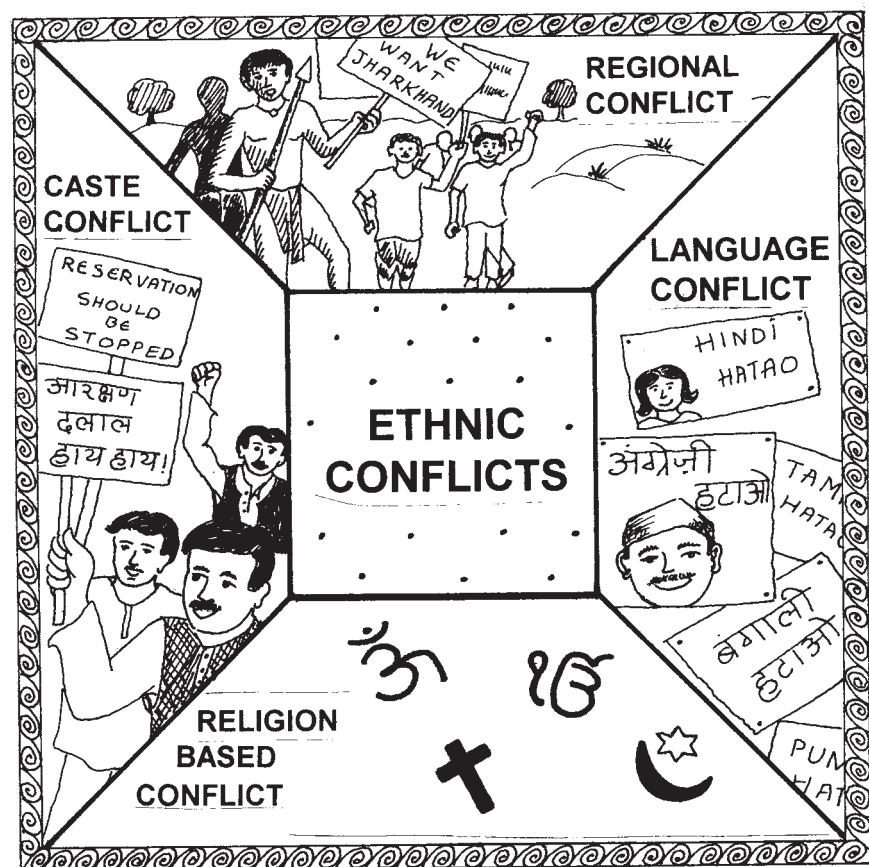 WE
WANT
JHARKHAND
REGIONAL
CONFLICT
CASTE
CONFLICT
RESERVATION
SHOULD
BE
STOPPED
आरक्षण
दलाल
हाय हाय!
LANGUAGE
CONFLICT
HINDI
HATAO
अंग्रेज़ी
हटाओ
TAM
HATA
बंगाली
हटाओ
PUN
HAT
ETHNIC
CONFLICTS
ॐ
ੴ
RELIGION
BASED
CONFLICT